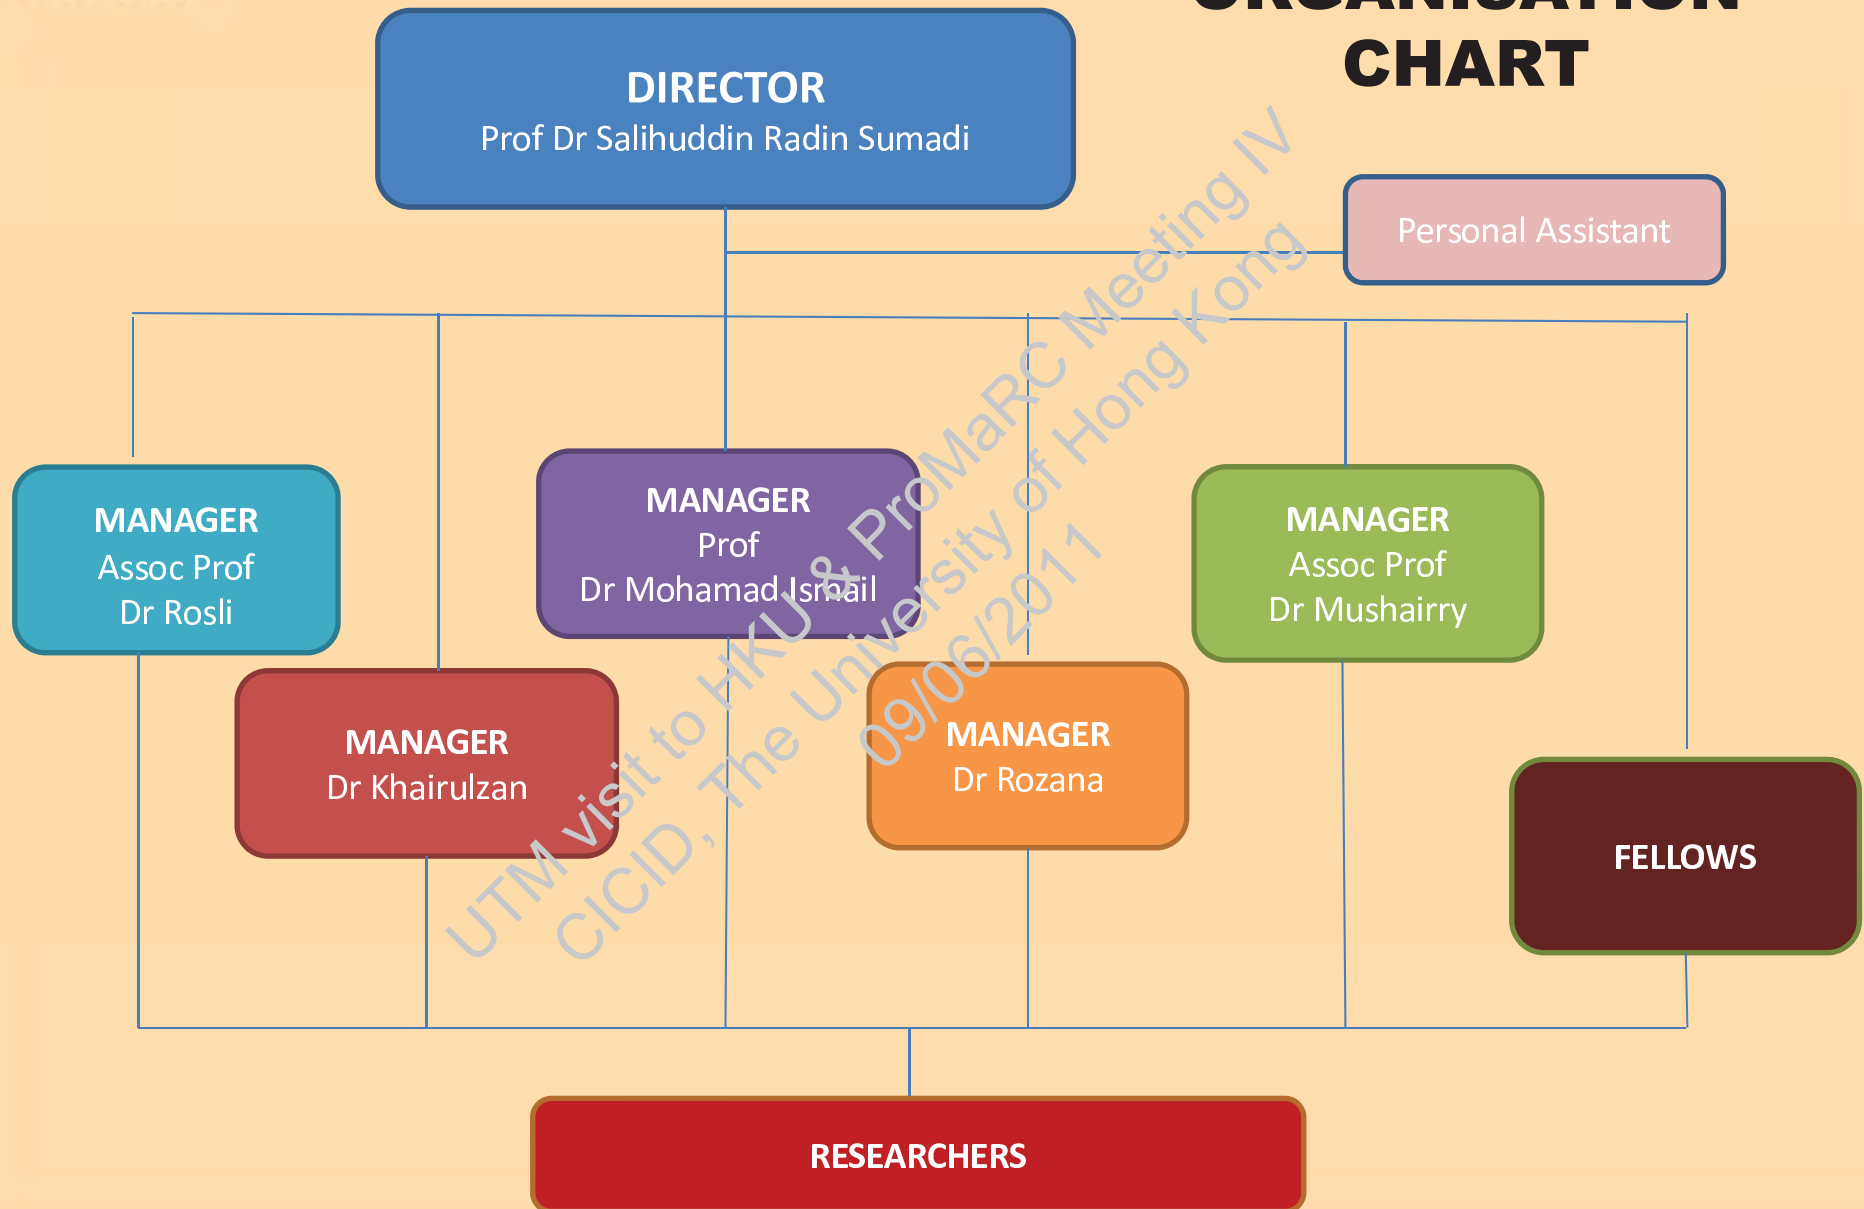 ORGANISATION
CHART
DIRECTOR
Prof Dr Salihuddin Radin Sumadi
Personal Assistant
MANAGER
Assoc Prof
Dr Rosli
MANAGER
Dr Khairulzan
MANAGER
Prof
Dr Mohamad Ismail
MANAGER
Dr Rozana
MANAGER
Assoc Prof
Dr Mushairry
FELLOWS
RESEARCHERS
UTM visit to HKU & ProMaRC Meeting IV
CICID, The University of Hong Kong
09/06/2011